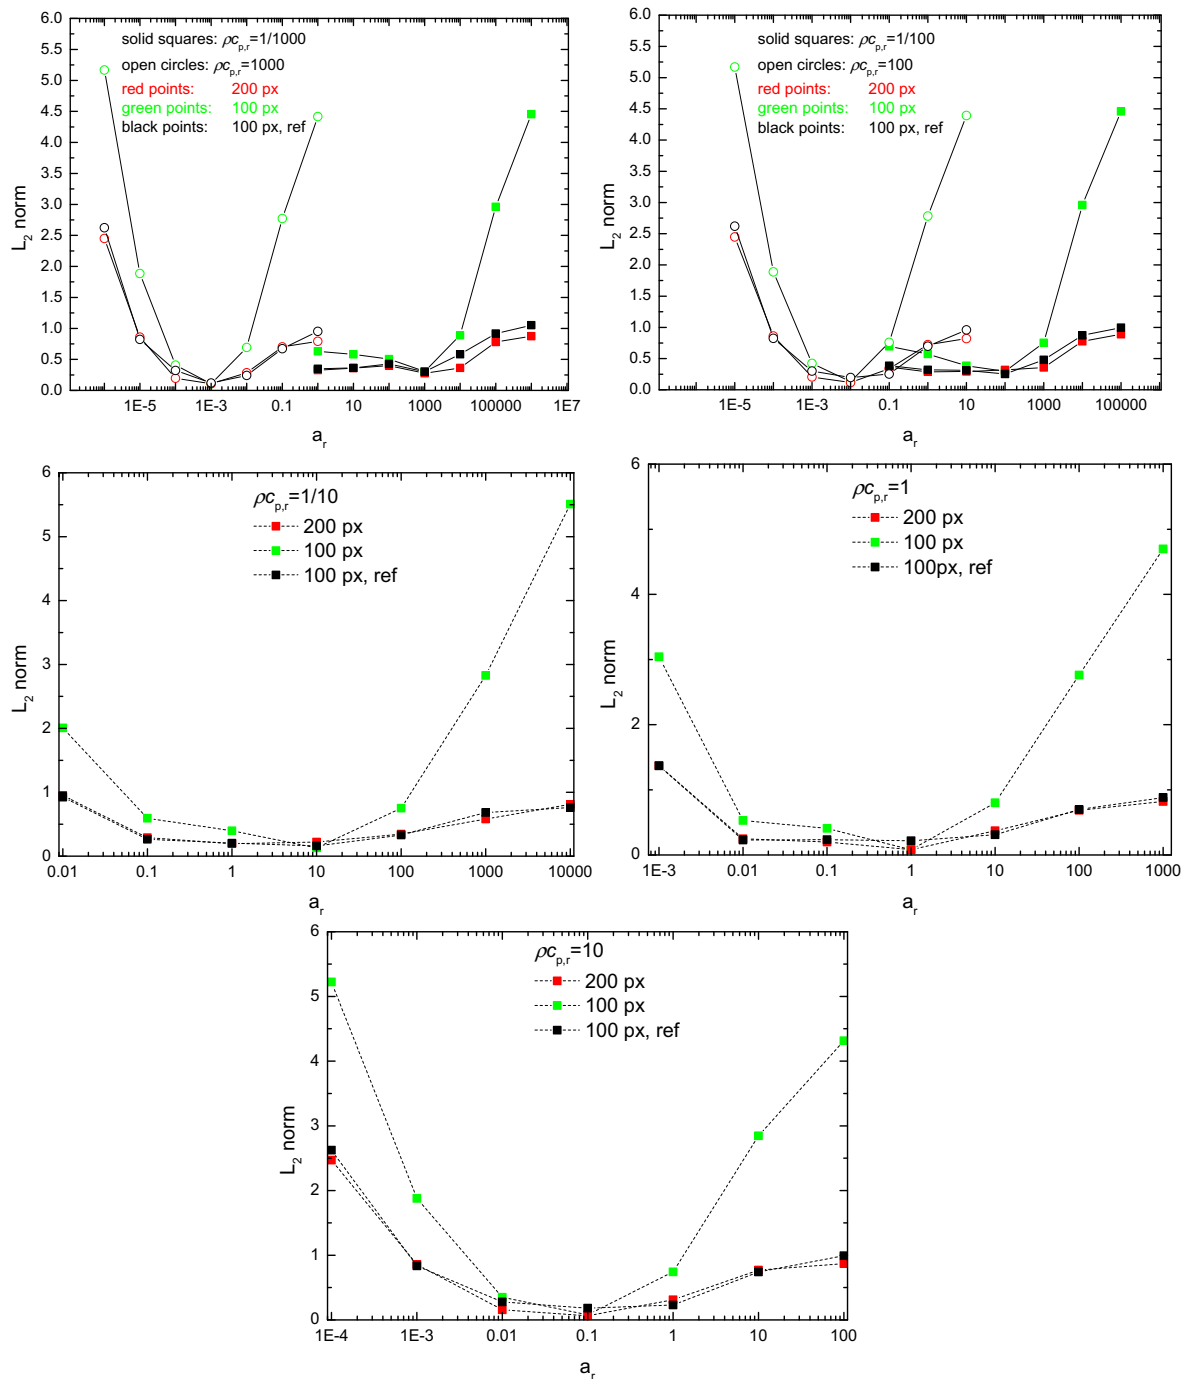 6.0
5.5
5.0
4.5
4.0
3.5
3.0
2.5
2.0
1.5
1.0
0.5
0.0
L₂ norm
solid squares: ρc_p,r=1/1000
open circles: ρc_p,r=1000
red points: 200 px
green points: 100 px
black points: 100 px, ref
1E-5 1E-3 0.1 10 1000 100000 1E7
a_r
6.0
5.5
5.0
4.5
4.0
3.5
3.0
2.5
2.0
1.5
1.0
0.5
0.0
L₂ norm
solid squares: ρc_p,r=1/100
open circles: ρc_p,r=100
red points: 200 px
green points: 100 px
black points: 100 px, ref
1E-5 1E-3 0.1 10 1000 100000
a_r
6
5
4
3
2
1
0
L₂ norm
ρc_p,r=1/10
200 px
100 px
100 px, ref
0.01 0.1 1 10 100 1000 10000
a_r
6
4
2
0
L₂ norm
ρc_p,r=1
200 px
100 px
100px, ref
1E-3 0.01 0.1 1 10 100 1000
a_r
6
5
4
3
2
1
0
L₂ norm
ρc_p,r=10
200 px
100 px
100 px, ref
1E-4 1E-3 0.01 0.1 1 10 100
a_r